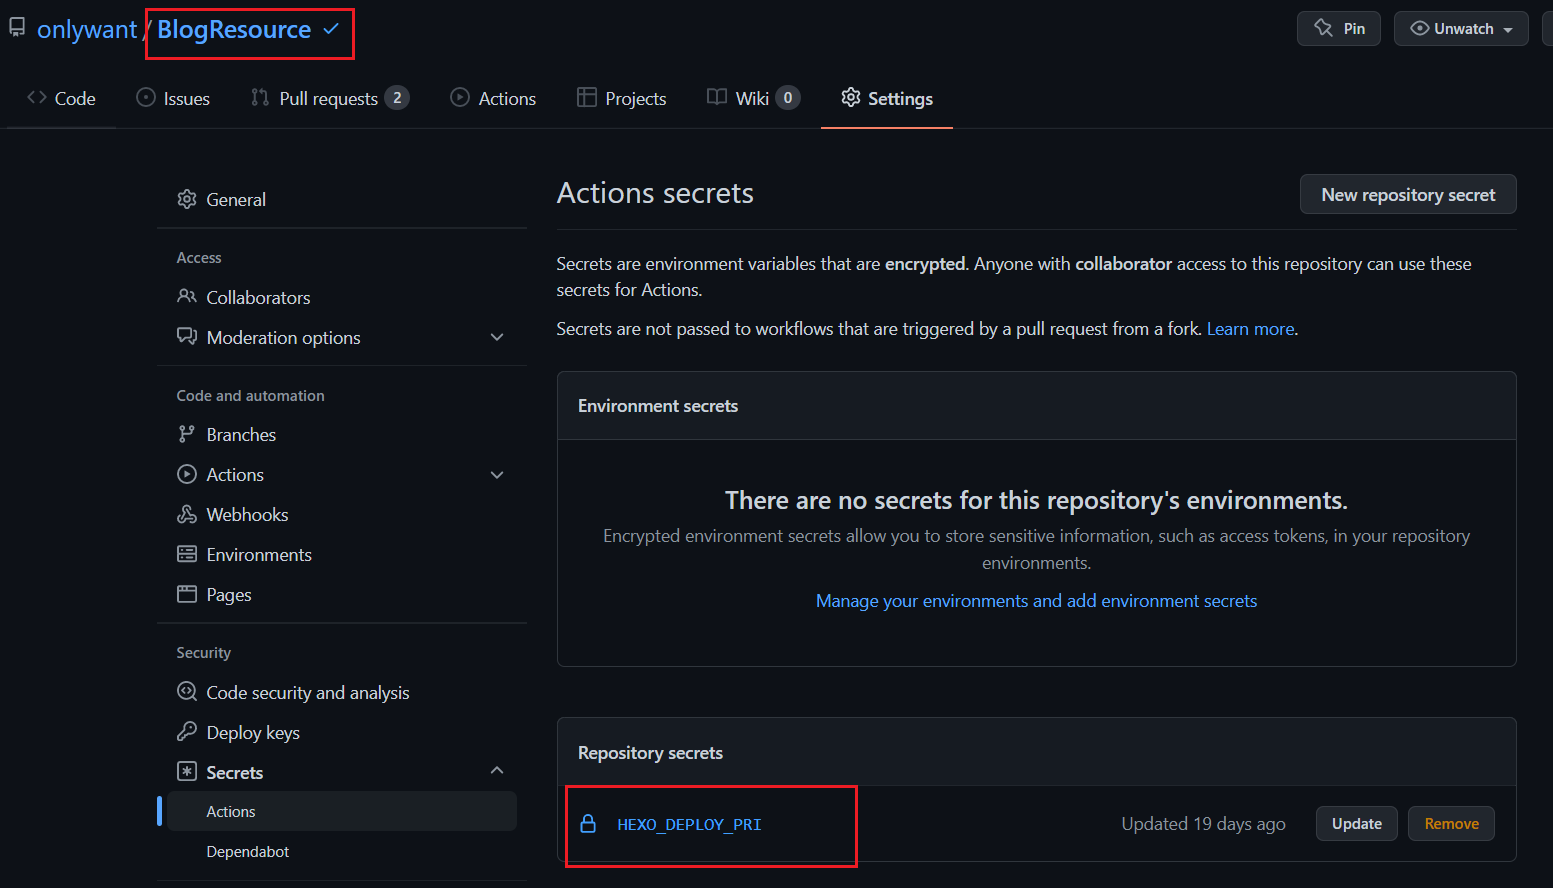 onlywant / BlogResource
Pin
Unwatch
Code
Issues
Pull requests 2
Actions
Projects
Wiki 0
Settings
General
Access
Collaborators
Moderation options
Code and automation
Branches
Actions
Webhooks
Environments
Pages
Security
Code security and analysis
Deploy keys
Secrets
Actions
Dependabot
Actions secrets
New repository secret
Secrets are environment variables that are encrypted. Anyone with collaborator access to this repository can use these
secrets for Actions.
Secrets are not passed to workflows that are triggered by a pull request from a fork. Learn more.
Environment secrets
There are no secrets for this repository's environments.
Encrypted environment secrets allow you to store sensitive information, such as access tokens, in your repository
environments.
Manage your environments and add environment secrets
Repository secrets
HEXO_DEPLOY_PRI
Updated 19 days ago
Update
Remove